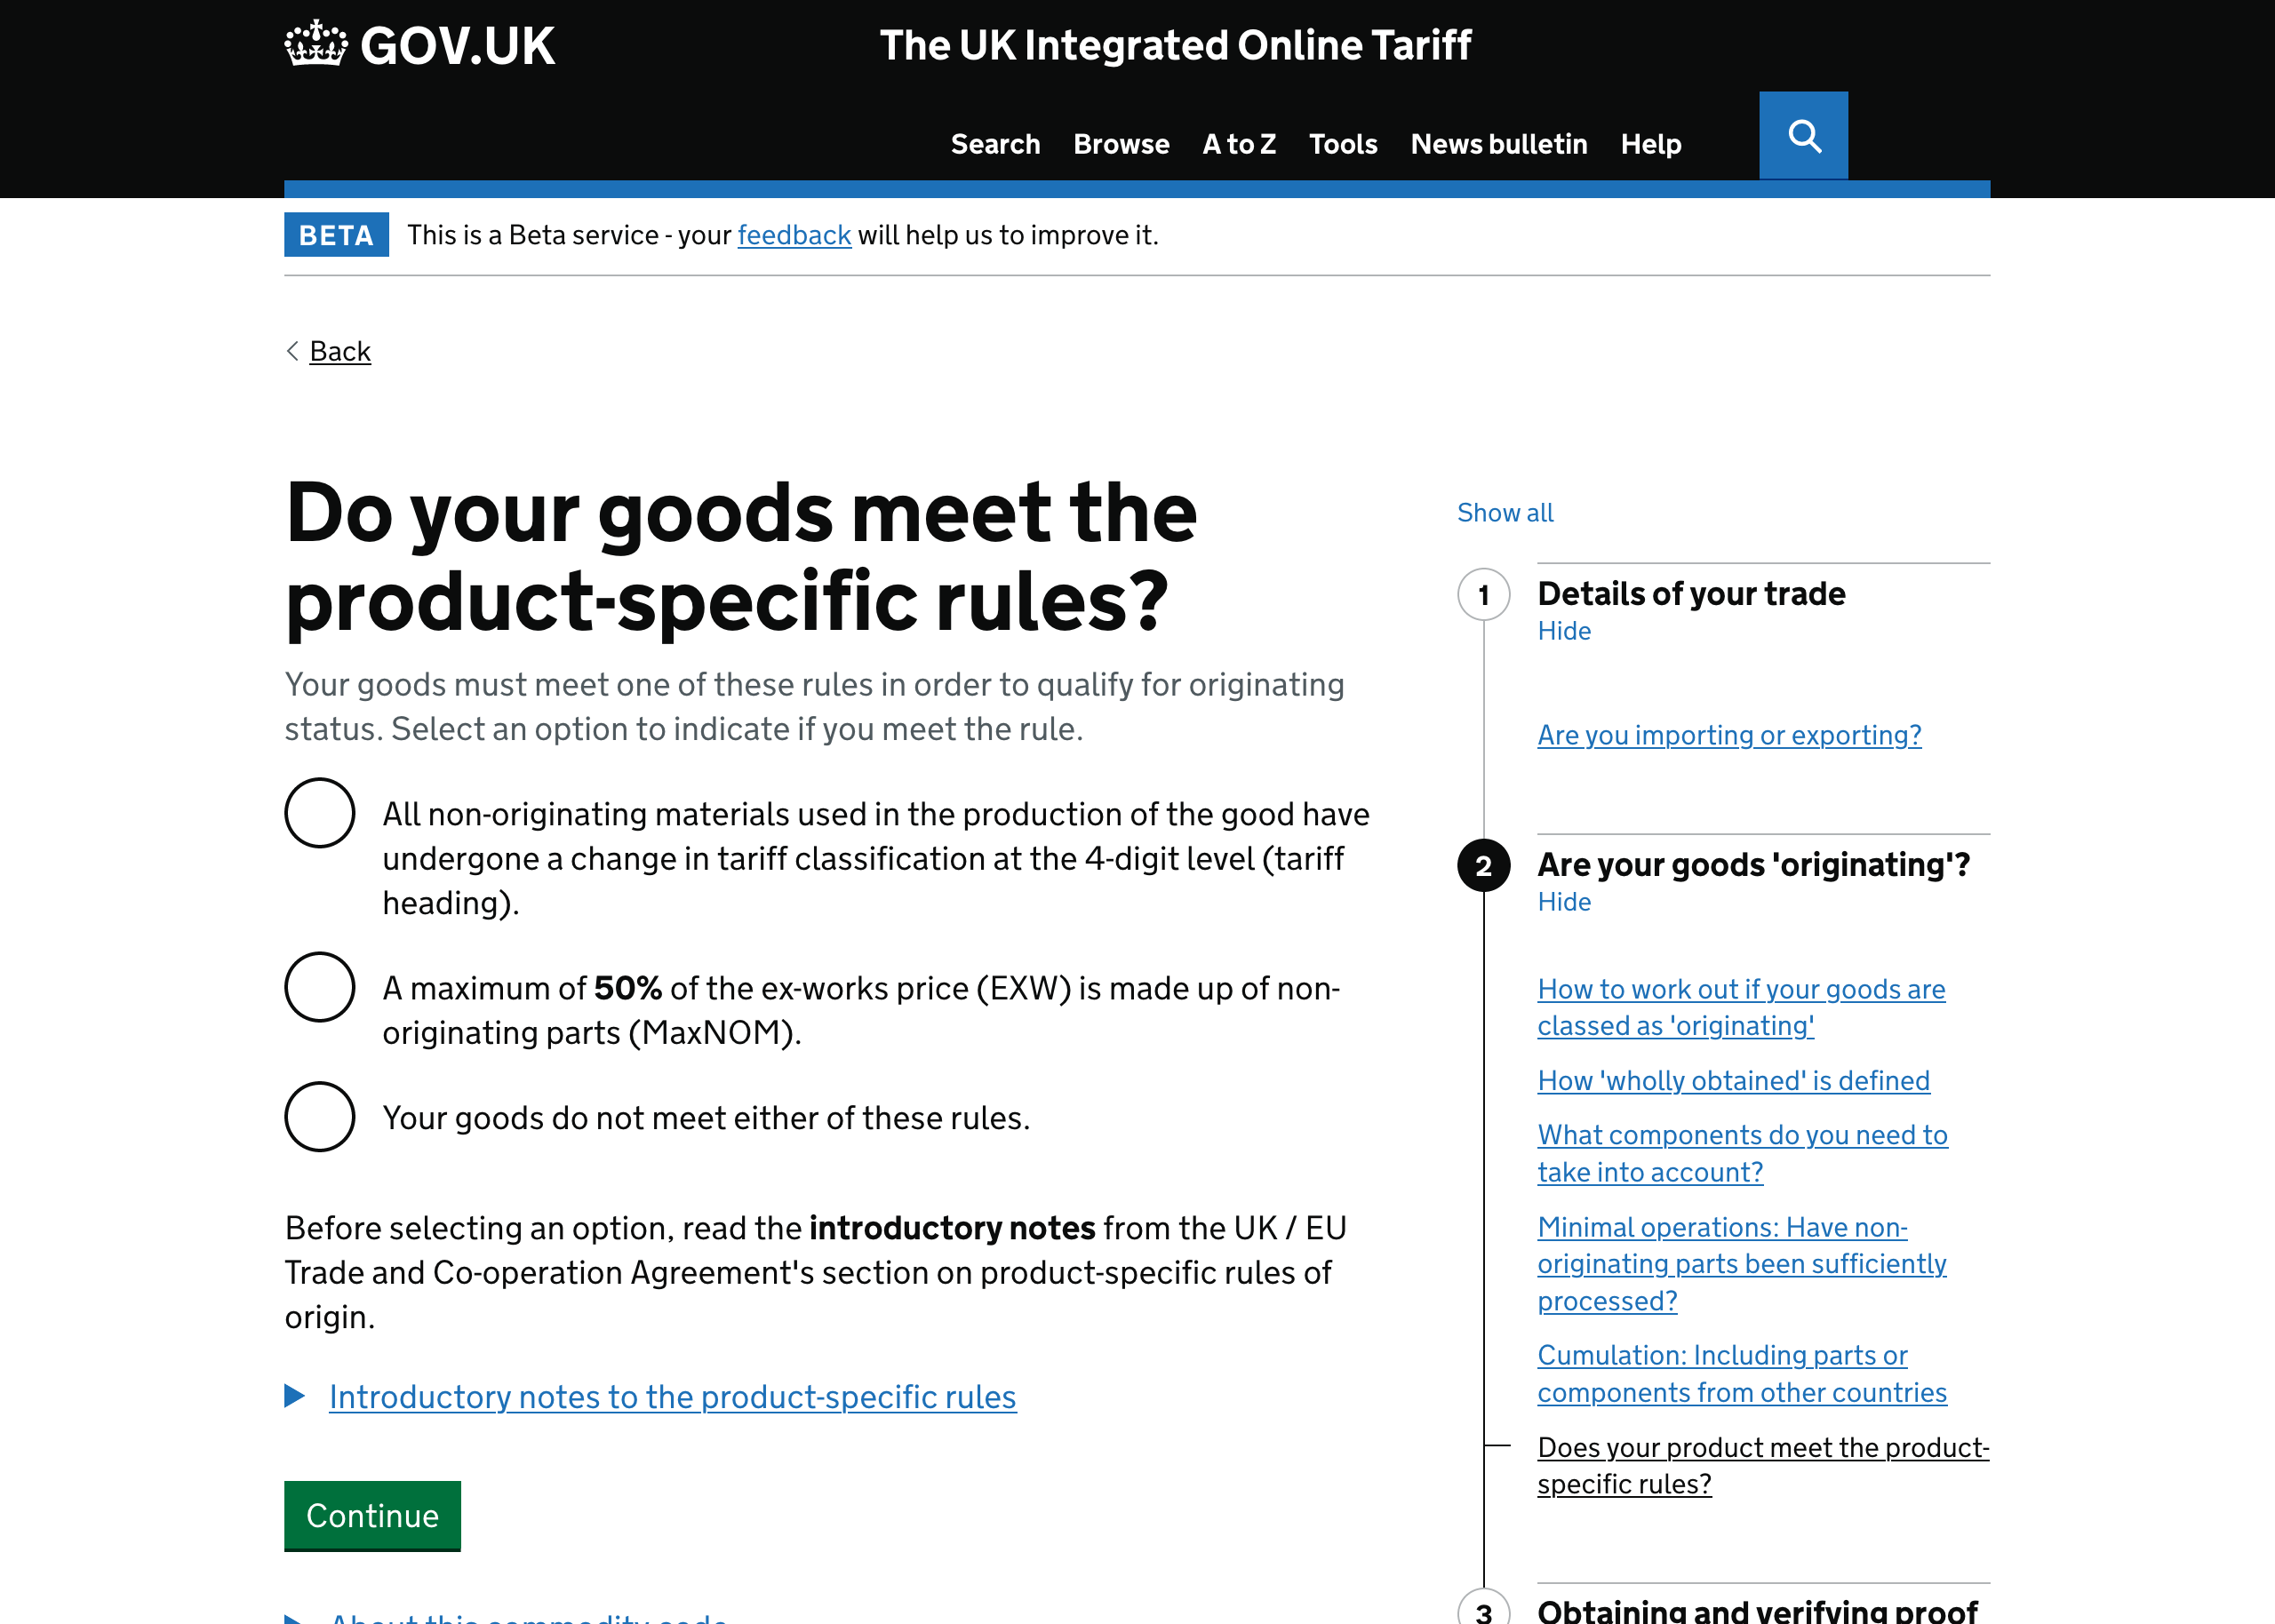 GOV.UK
The UK Integrated Online Tariff
Search Browse A to Z Tools News bulletin Help
BETA This is a Beta service - your feedback will help us to improve it.
Back
Do your goods meet the
product-specific rules?
Your goods must meet one of these rules in order to qualify for originating
status. Select an option to indicate if you meet the rule.
All non-originating materials used in the production of the good have
undergone a change in tariff classification at the 4-digit level (tariff
heading).
A maximum of 50% of the ex-works price (EXW) is made up of non-
originating parts (MaxNOM).
Your goods do not meet either of these rules.
Before selecting an option, read the introductory notes from the UK / EU
Trade and Co-operation Agreement's section on product-specific rules of
origin.
Introductory notes to the product-specific rules
Continue
About this commodity code
Show all
1 Details of your trade
Hide
Are you importing or exporting?
2 Are your goods 'originating'?
Hide
How to work out if your goods are
classed as 'originating'
How 'wholly obtained' is defined
What components do you need to
take into account?
Minimal operations: Have non-
originating parts been sufficiently
processed?
Cumulation: Including parts or
components from other countries
Does your product meet the product-
specific rules?
3 Obtaining and verifying proof